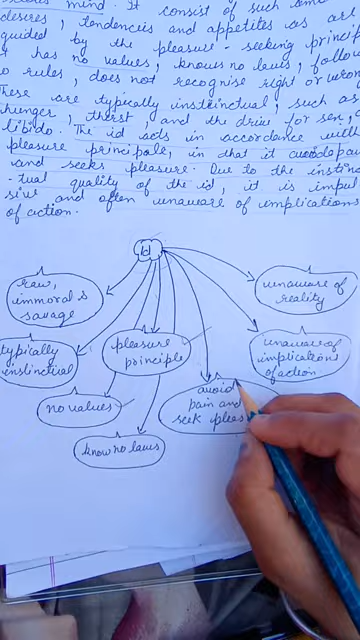 mind. It consist of such
desires, tendencies and appetites as are
guided by the pleasure - seeking principle
It has no values, knows no laws, follow
to rules, does not recognise right or wrong
These are typically instinctual, such as
hunger, thirst, and the drive for sex,
libido. The id acts in accordance with
pleasure principle, in that it avoids pain
and seeks pleasure. Due to the instinc
-tual quality of the id, it is impul
sive and often unaware of implications
of action.
Id
raw,
immoral &
savage
unaware of
reality
typically
instinctual
pleasure
principle
unaware of
implications
of action
no values
avoid
pain and
seek pleas
know no laws